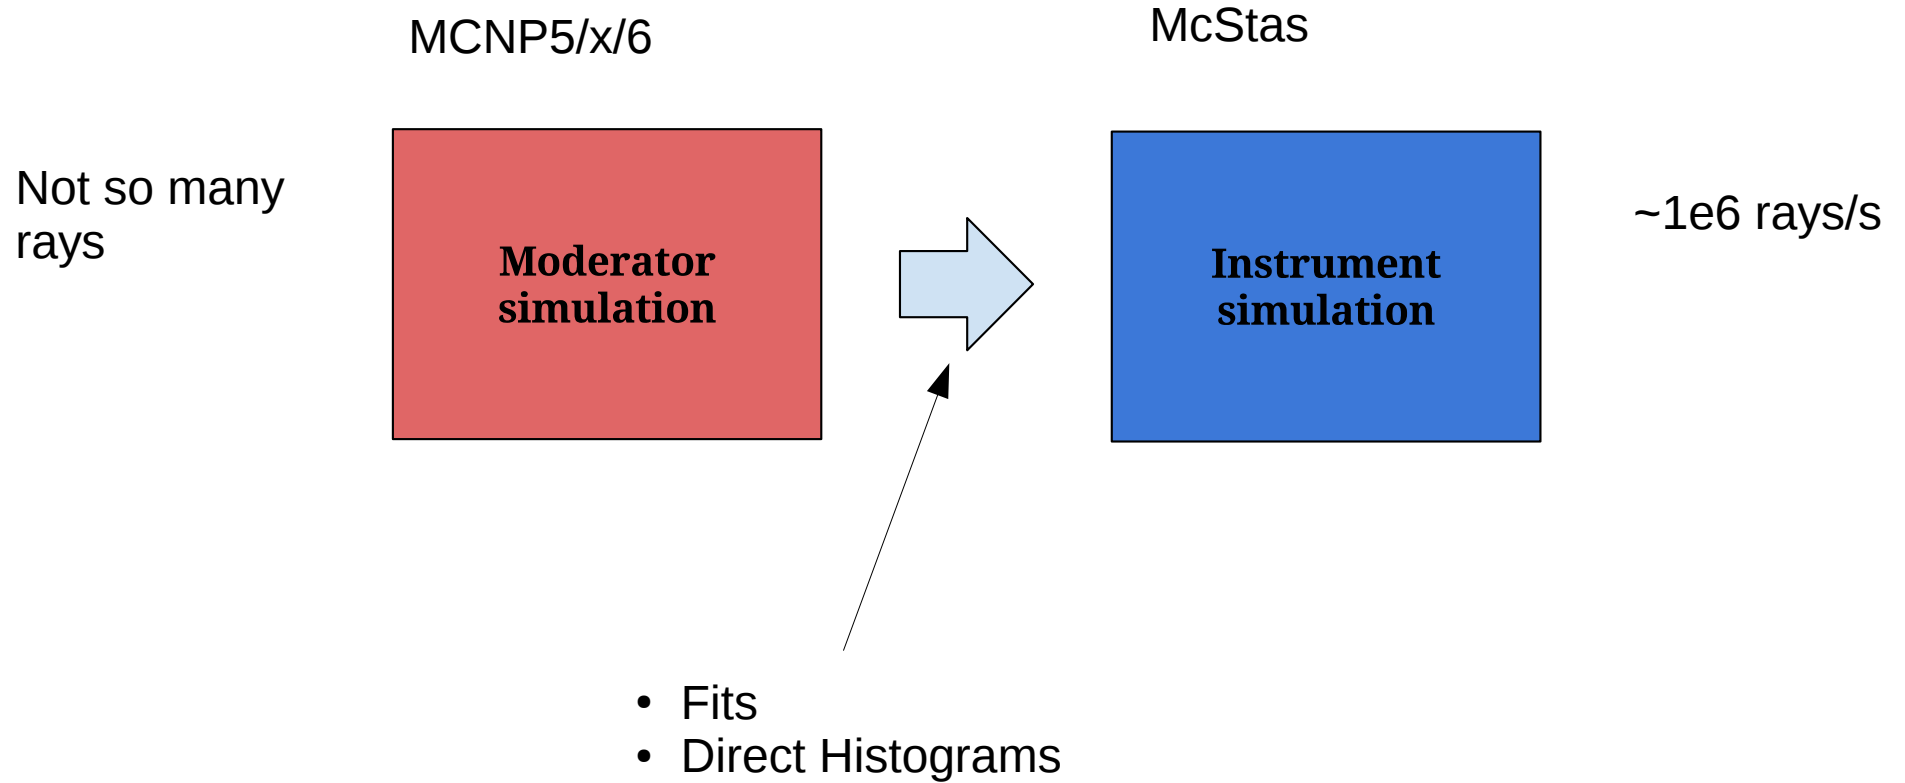 MCNP5/x/6
McStas
Not so many
rays
Moderator
simulation
Instrument
simulation
~1e6 rays/s
• Fits
• Direct Histograms